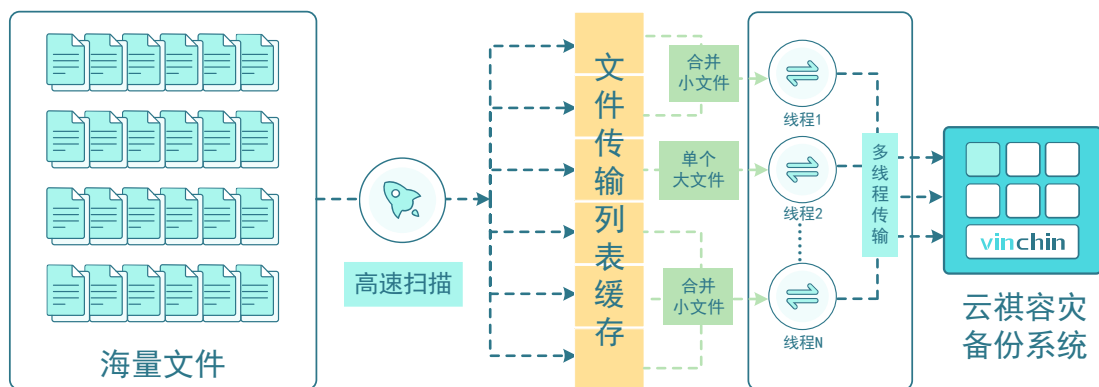 海量文件
高速扫描
文件传输列表缓存
合并
小文件
单个
大文件
合并
小文件
线程1
线程2
线程N
多线程传输
vinchin
云祺容灾
备份系统